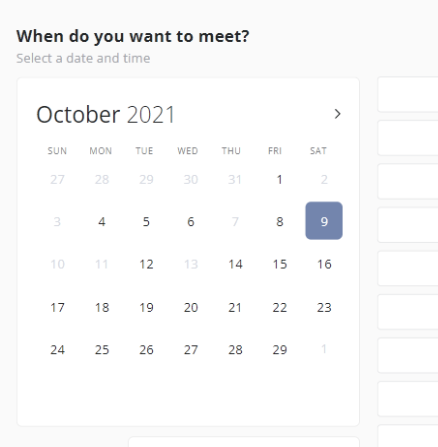 When do you want to meet?
Select a date and time
October 2021
SUN MON TUE WED THU FRI SAT
27 28 29 30 31 1 2
3 4 5 6 7 8 9
10 11 12 13 14 15 16
17 18 19 20 21 22 23
24 25 26 27 28 29 1